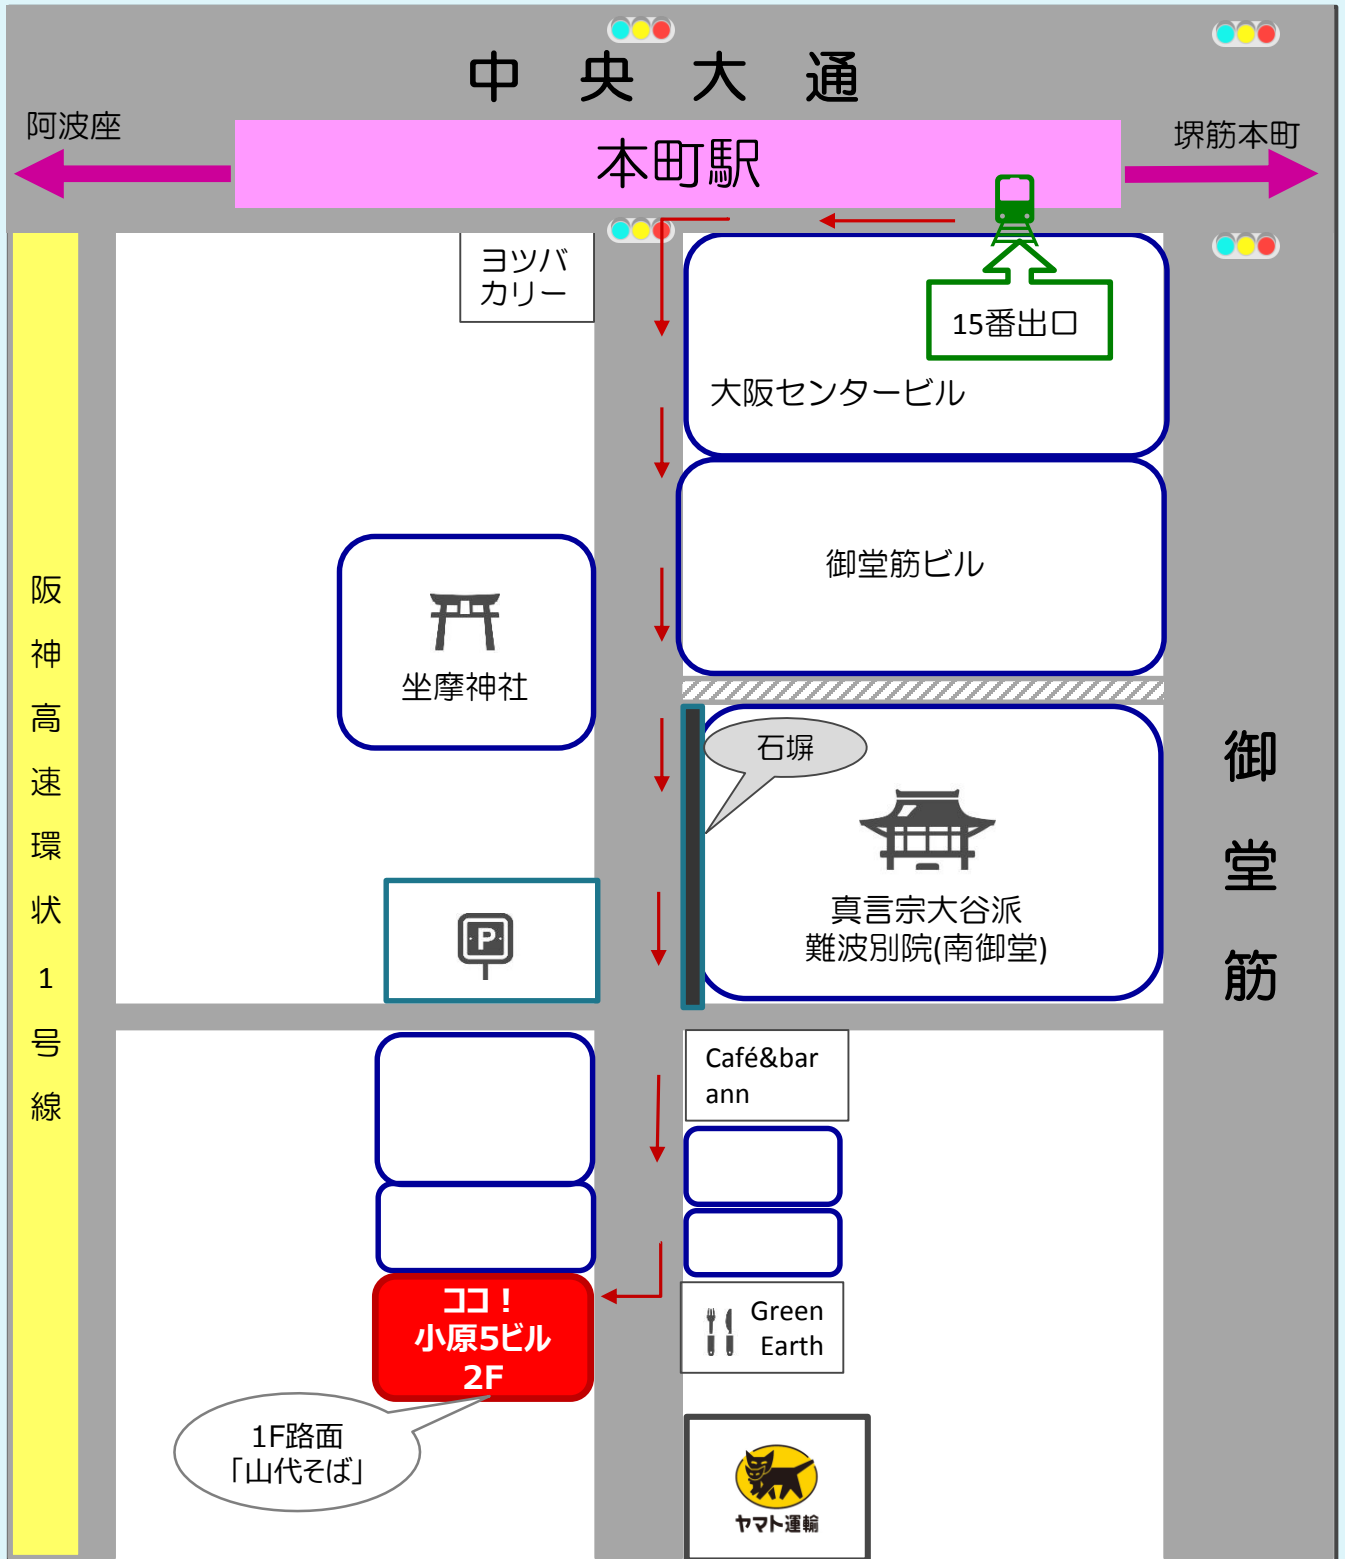 中央大通
阿波座
本町駅
堺筋本町
ヨツバ
カリー
15番出口
大阪センタービル
御堂筋ビル
坐摩神社
石塀
阪神高速環状1号線
御堂筋
真言宗大谷派
難波別院(南御堂)
P
Café&bar
ann
ココ！
小原5ビル
2F
Green
Earth
1F路面
「山代そば」
ヤマト運輸